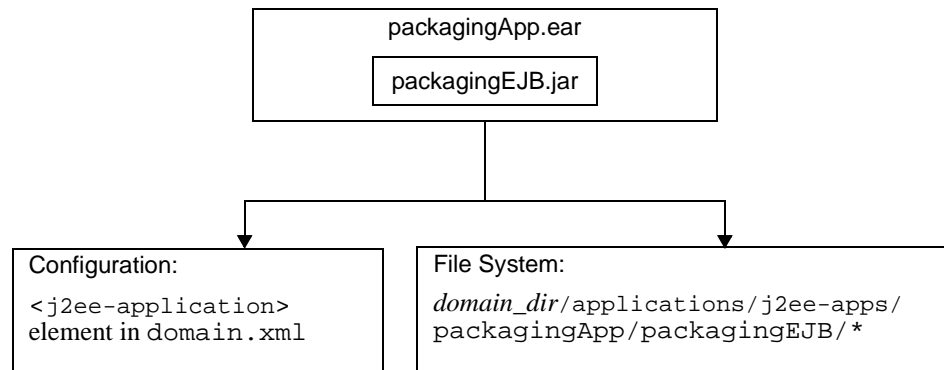 packagingApp.ear
packagingEJB.jar
Configuration:
<j2ee-application>
element in domain.xml
File System:
domain_dir/applications/j2ee-apps/
packagingApp/packagingEJB/*